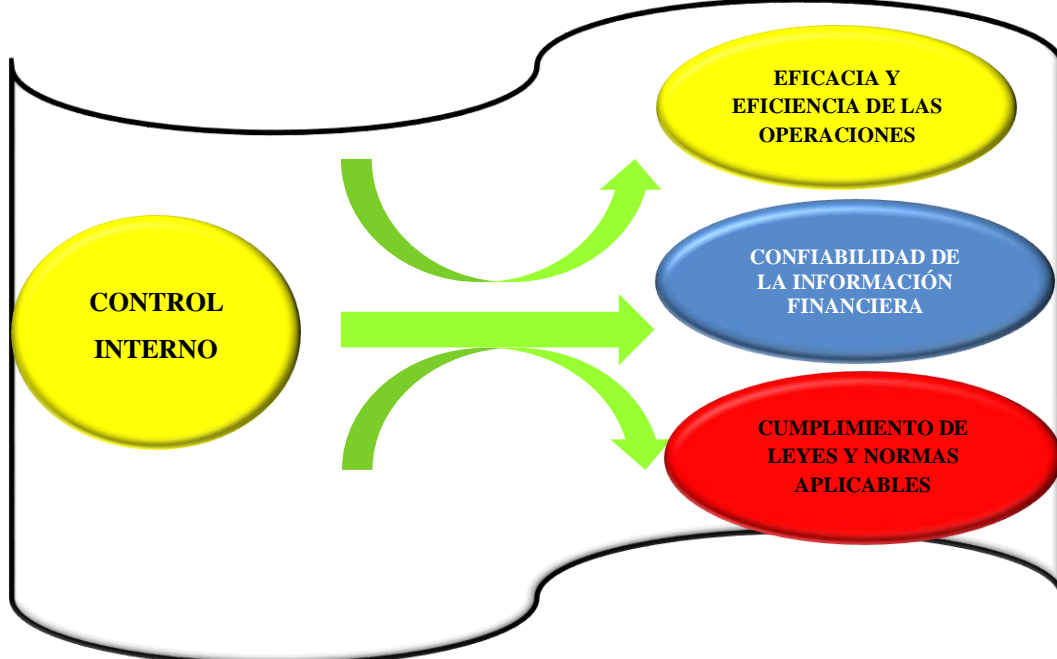 CONTROL
INTERNO
EFICACIA Y
EFICIENCIA DE LAS
OPERACIONES
CONFIABILIDAD DE
LA INFORMACIÓN
FINANCIERA
CUMPLIMIENTO DE
LEYES Y NORMAS
APLICABLES